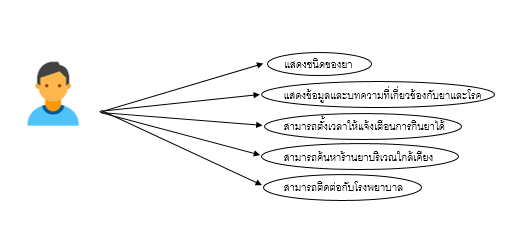 แสดงชนิดของยา
แสดงข้อมูลและบทความที่เกี่ยวข้องกับยาและโรค
สามารถตั้งเวลาให้แจ้งเตือนการกินยาได้
สามารถค้นหาร้านยาบริเวณใกล้เคียง
สามารถติดต่อกับโรงพยาบาล